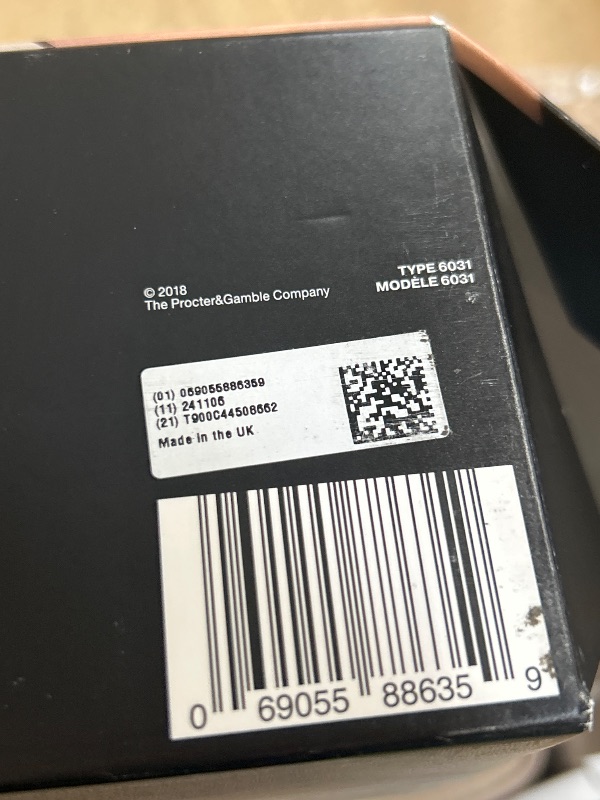 TYPE 6031
MODÈLE 6031
© 2018
The Procter&Gamble Company
(01) 069055886359
(11) 241106
(21) T900C44508662
Made in the UK
0 69055 88635 9